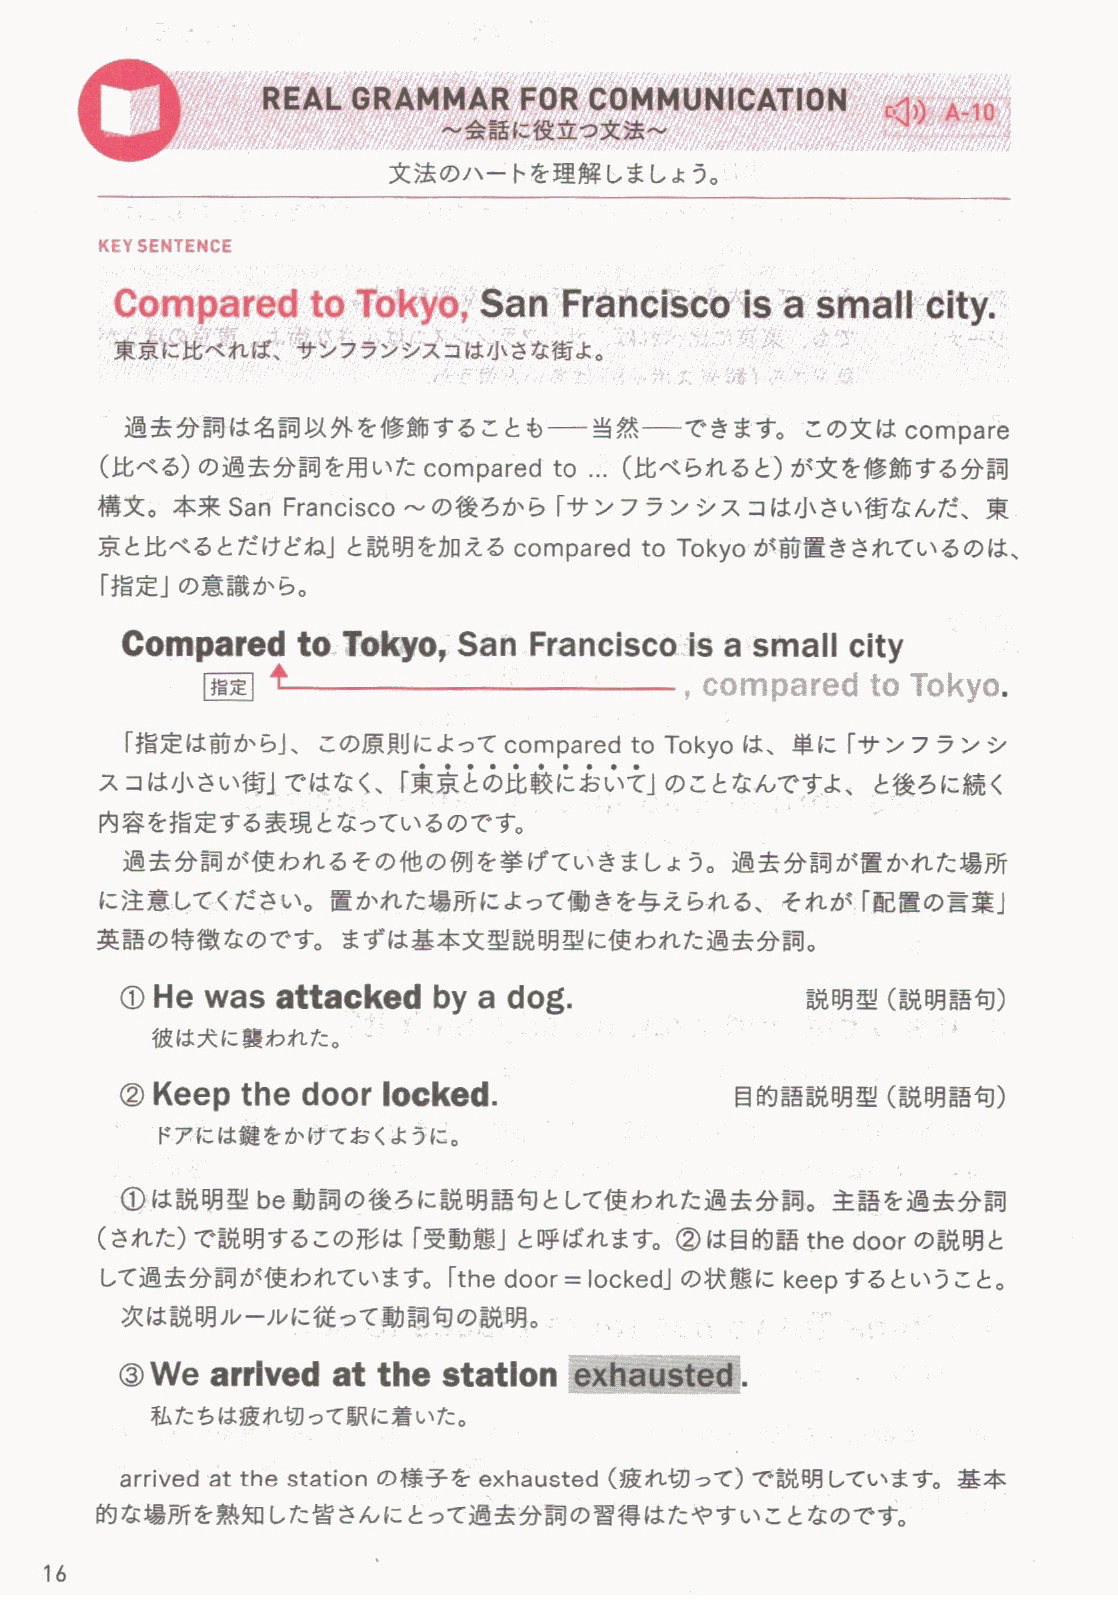 REAL GRAMMAR FOR COMMUNICATION
A-10
～会話に役立つ文法～
文法のハートを理解しましょう。
KEY SENTENCE
Compared to Tokyo, San Francisco is a small city.
東京に比べれば、サンフランシスコは小さな街よ。
過去分詞は名詞以外を修飾することも――当然――できます。この文は compare
（比べる）の過去分詞を用いた compared to ...（比べられると）が文を修飾する分詞
構文。本来 San Francisco ～の後ろから「サンフランシスコは小さい街なんだ、東
京と比べるとだけどね」と説明を加える compared to Tokyo が前置きされているのは、
「指定」の意識から。
Compared to Tokyo, San Francisco is a small city
指定 , compared to Tokyo.
「指定は前から」、この原則によって compared to Tokyo は、単に「サンフランシ
スコは小さい街」ではなく、「東京との比較において」のことなんですよ、と後ろに続く
内容を指定する表現となっているのです。
過去分詞が使われるその他の例を挙げていきましょう。過去分詞が置かれた場所
に注意してください。置かれた場所によって働きを与えられる、それが「配置の言葉」
英語の特徴なのです。まずは基本文型説明型に使われた過去分詞。
① He was attacked by a dog. 説明型（説明語句）
彼は犬に襲われた。
② Keep the door locked. 目的語説明型（説明語句）
ドアには鍵をかけておくように。
①は説明型 be 動詞の後ろに説明語句として使われた過去分詞。主語を過去分詞
（された）で説明するこの形は「受動態」と呼ばれます。②は目的語 the door の説明と
して過去分詞が使われています。「the door = locked」の状態に keep するということ。
次は説明ルールに従って動詞句の説明。
③ We arrived at the station exhausted.
私たちは疲れ切って駅に着いた。
arrived at the station の様子を exhausted（疲れ切って）で説明しています。基本
的な場所を熟知した皆さんにとって過去分詞の習得はたやすいことなのです。
16